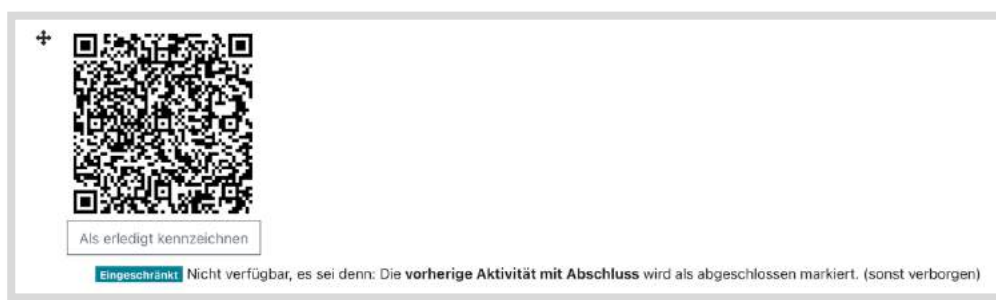 Als erledigt kennzeichnen
Eingeschränkt Nicht verfügbar, es sei denn: Die vorherige Aktivität mit Abschluss wird als abgeschlossen markiert. (sonst verborgen)